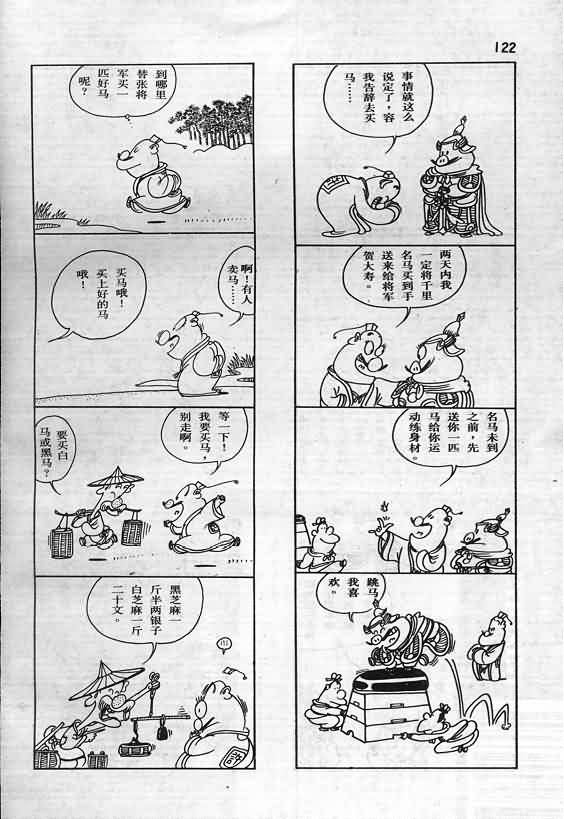 122
事情就这么
说定了，容
我告辞去买
马……
两天内我
一定将千里
名马买到手
送来给将军
贺大寿。
名马未到
之前，先
送你一匹
马给你运
动练身材。
跳马
我喜
欢。
到哪里
替张将
军买一
匹好马
呢？
啊！有人
卖马……
买马哦！
买上好的马
哦！
等一下！
我要买马，
别走啊。
要买白
马或黑马？
黑芝麻一
斤半两银子
白芝麻一斤
二十文。
!!!